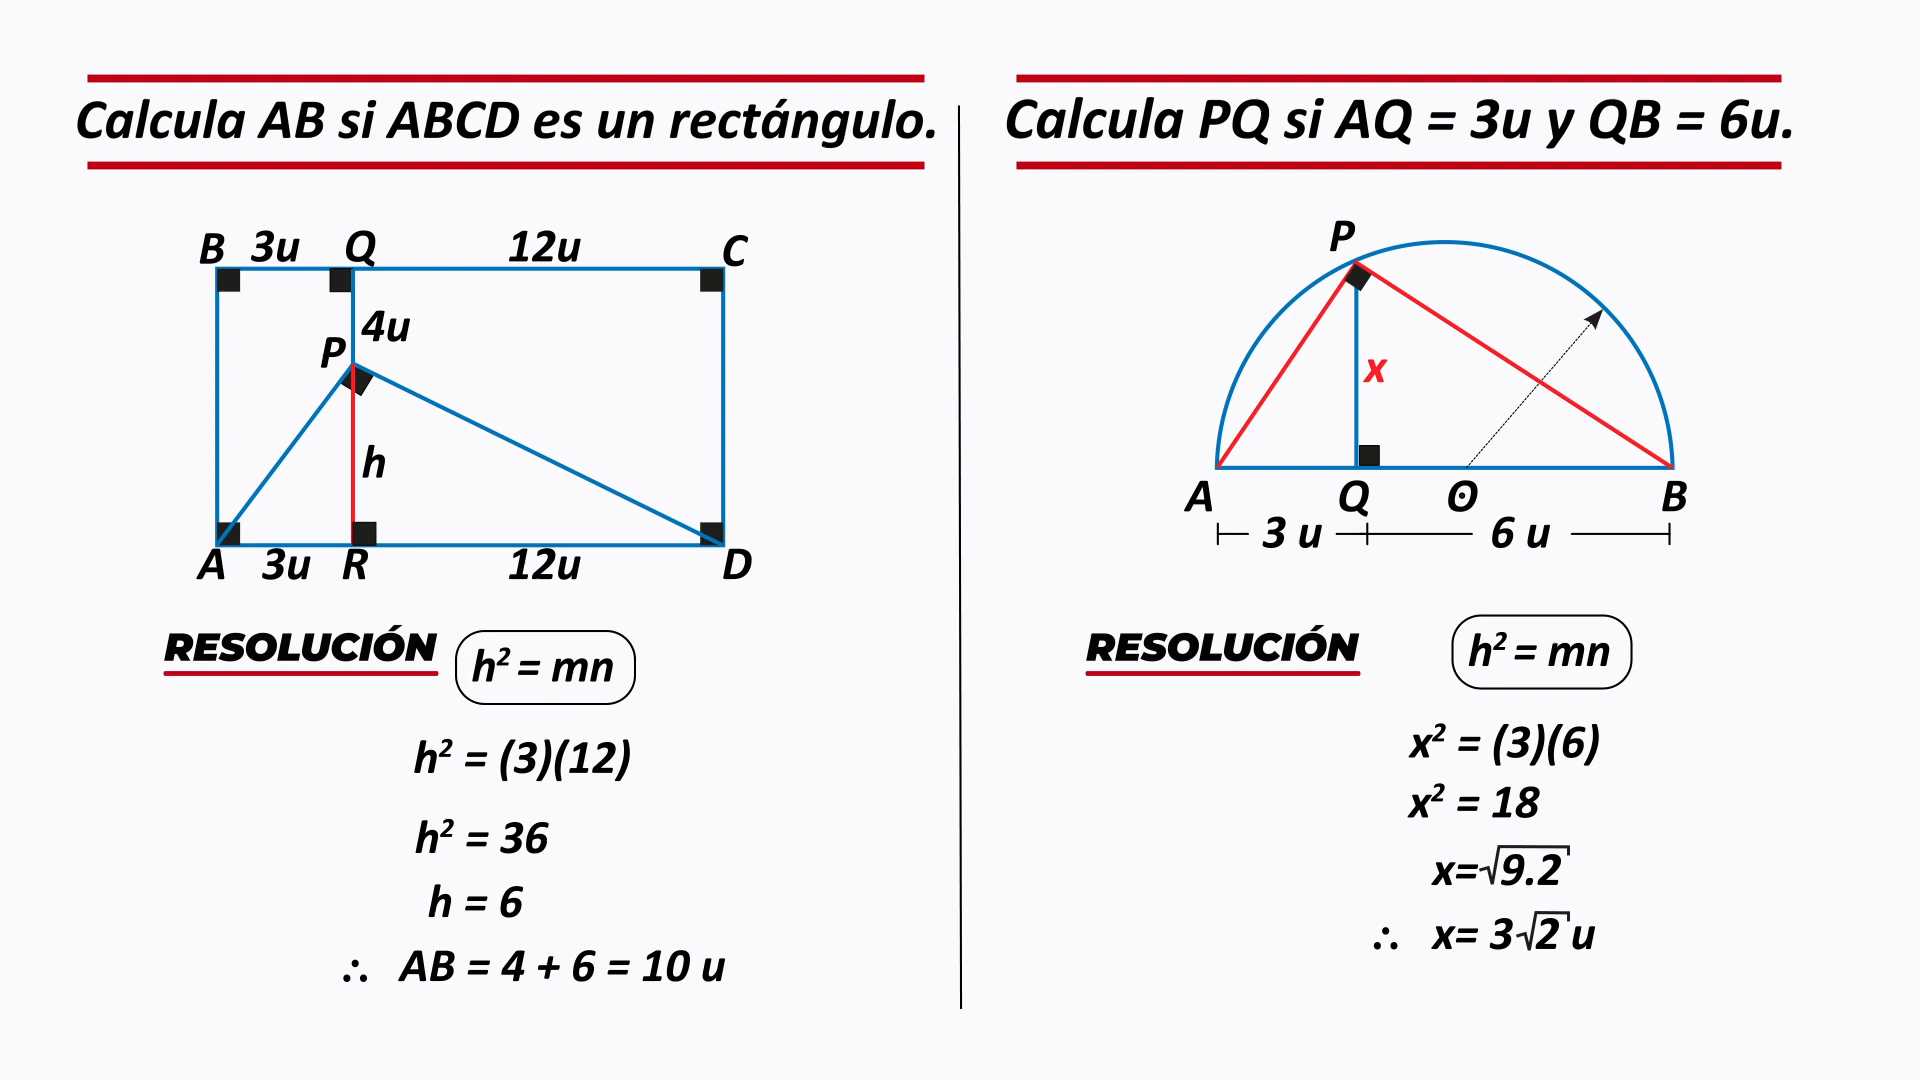 Calcula AB si ABCD es un rectángulo.
B 3u Q 12u C
4u
P
h
A 3u R 12u D
RESOLUCIÓN
h² = mn
h² = (3)(12)
h² = 36
h = 6
∴ AB = 4 + 6 = 10 u
Calcula PQ si AQ = 3u y QB = 6u.
P
x
A Q O B
3 u 6 u
RESOLUCIÓN
h² = mn
x² = (3)(6)
x² = 18
x=√9.2
∴ x= 3√2 u